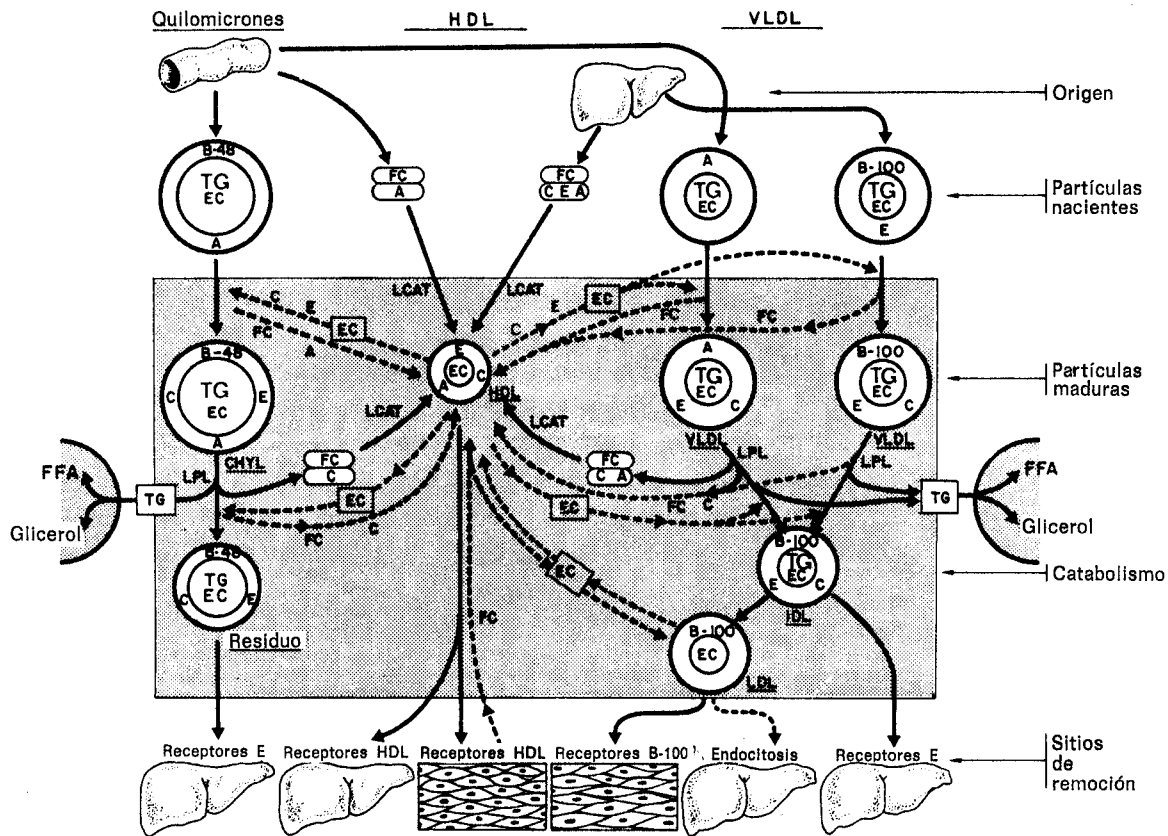 Quilomicrones
HDL
VLDL
Origen
B-48
TG
EC
A
FC
A
FC
C E A
A
TG
EC
B-100
TG
EC
E
Partículas
nacientes
LCAT
LCAT
C
E
EC
FC
A
C
E
EC
FC
FC
B-48
C
TG
E
EC
A
CHYL
E
EC
A
C
HDL
A
TG
EC
E
C
VLDL
B-100
TG
EC
E
C
VLDL
Partículas
maduras
LCAT
LCAT
FFA
Glicerol
TG
LPL
FC
C
EC
FC
C
FC
C A
EC
FC
C
LPL
LPL
TG
FFA
Glicerol
B-48
TG
EC
C
E
Residuo
FC
EC
B-100
TG
EC
E
C
IDL
Catabolismo
B-100
EC
LDL
Receptores E
Receptores HDL
Receptores HDL
Receptores B-100
Endocitosis
Receptores E
Sitios
de
remoción